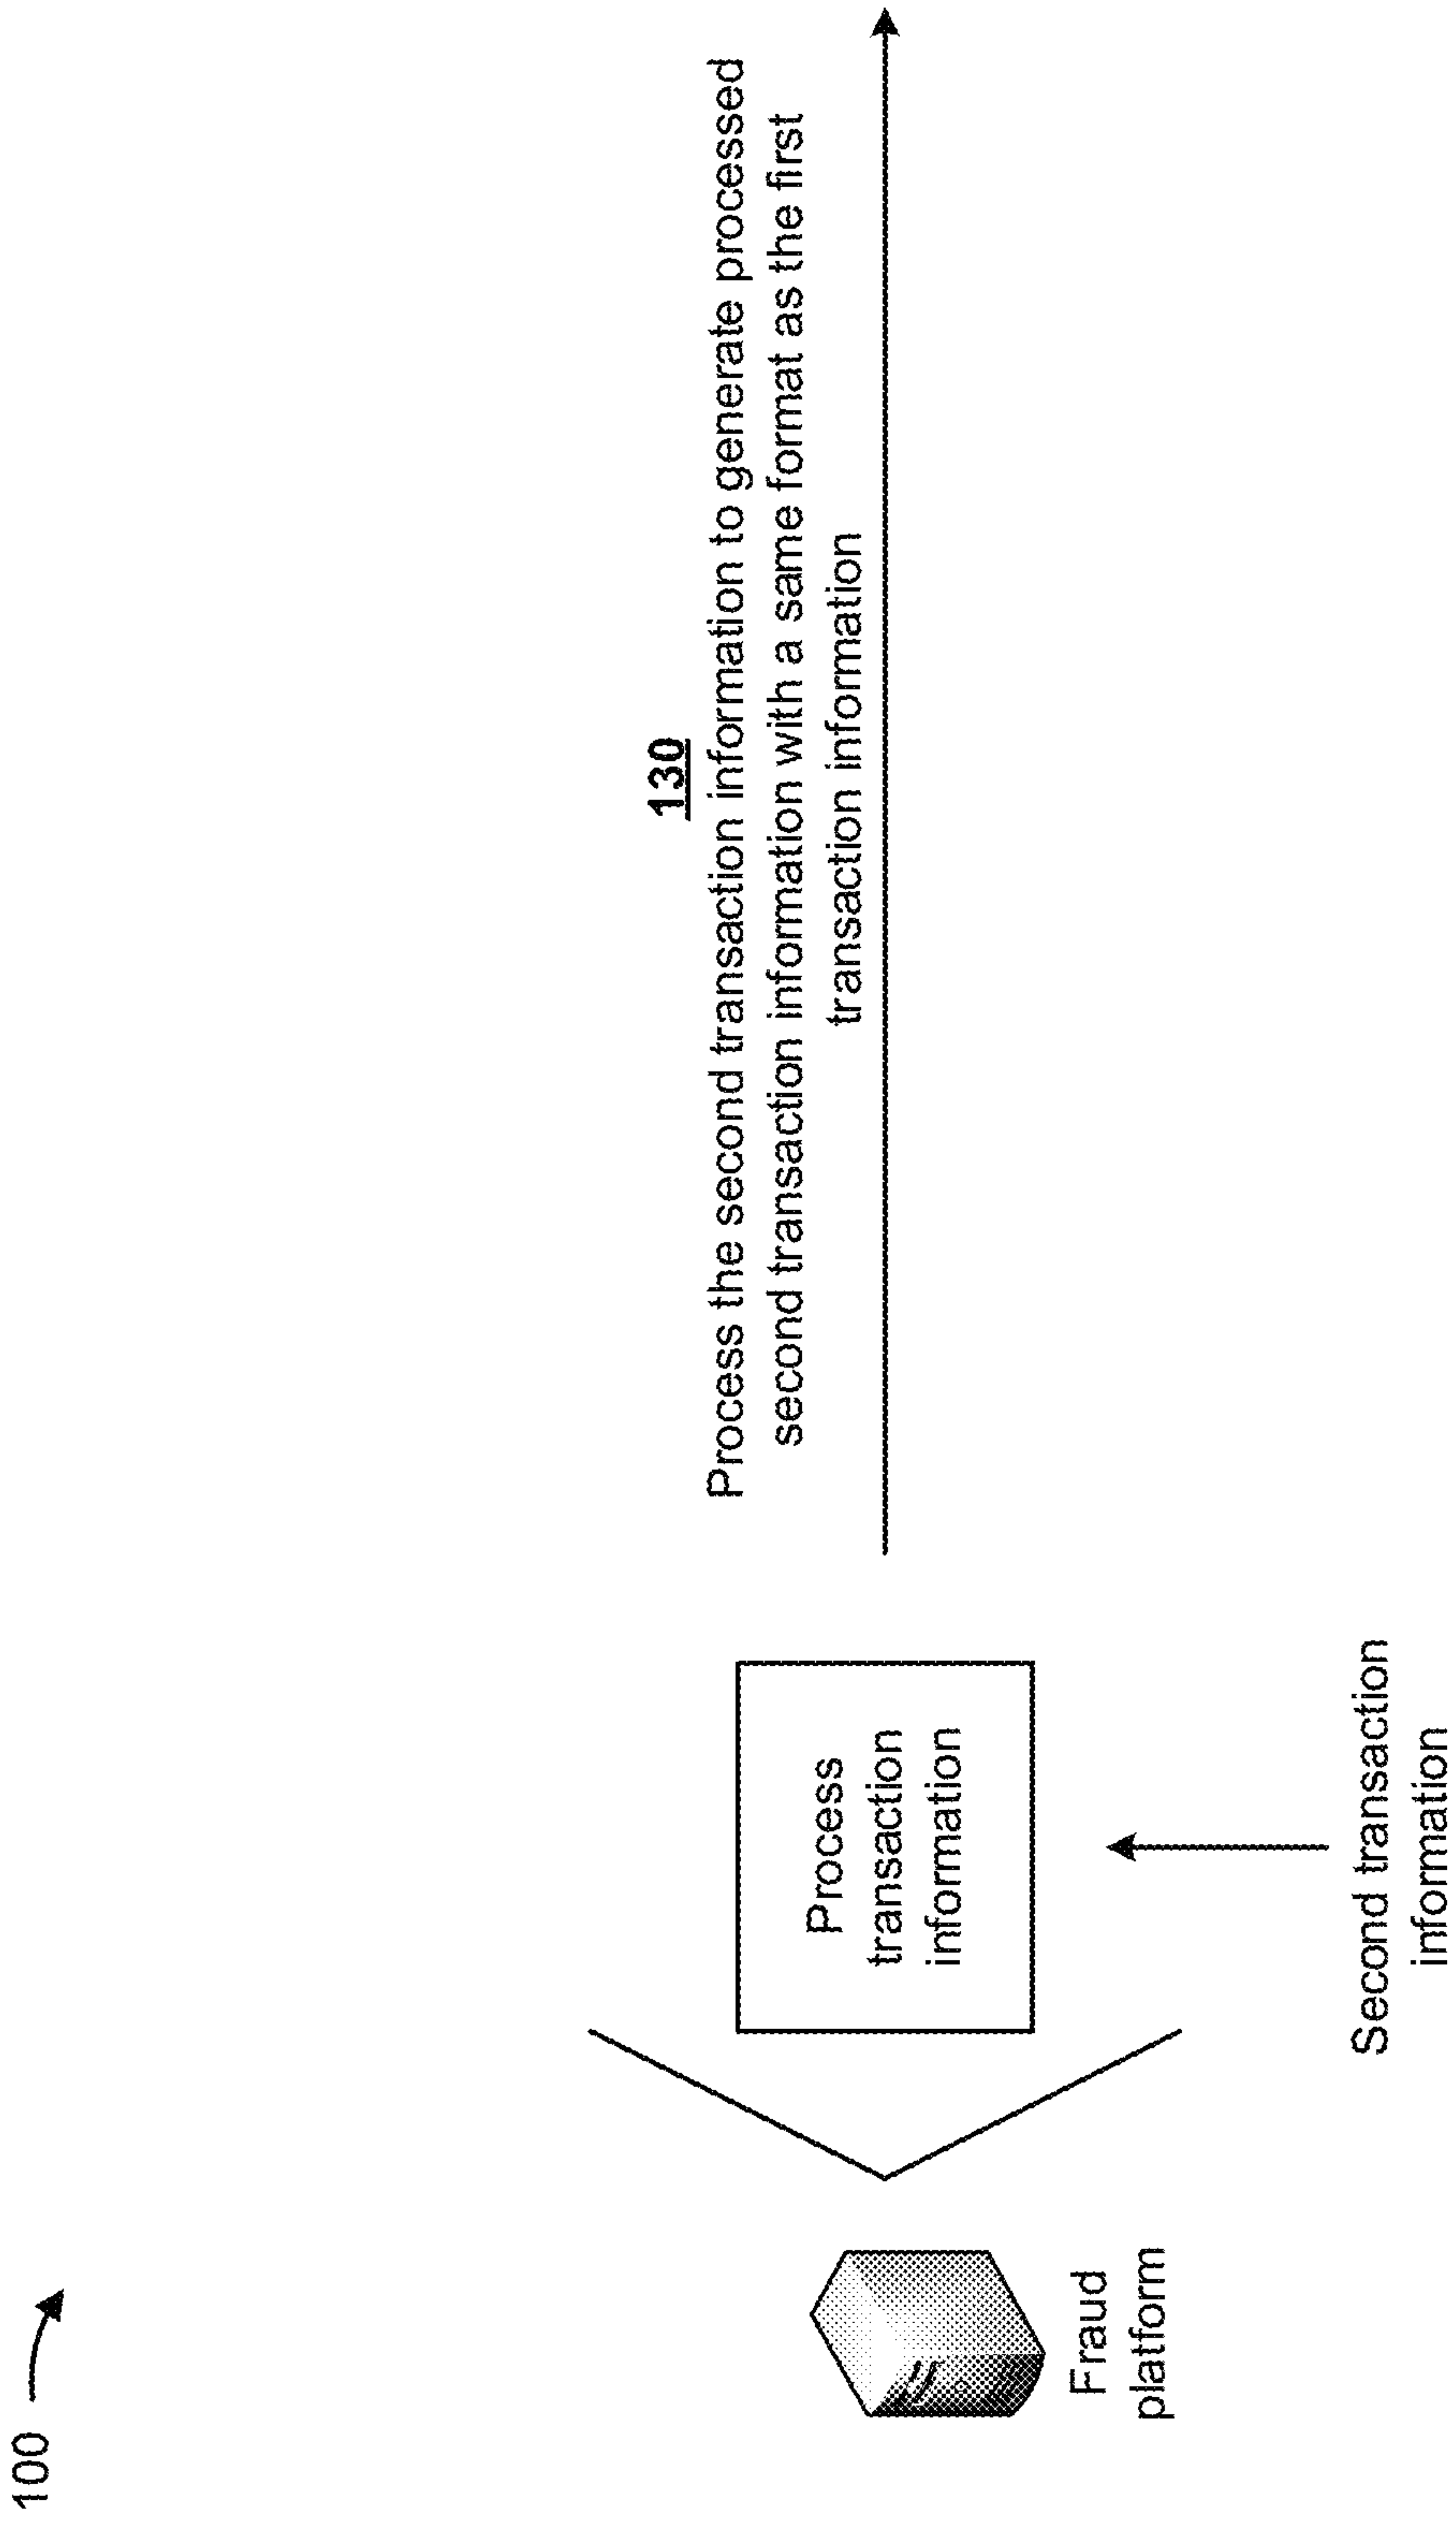 100
130
Process the second transaction information to generate processed
second transaction information with a same format as the first
transaction information
Process
transaction
information
Fraud
platform
Second transaction
information